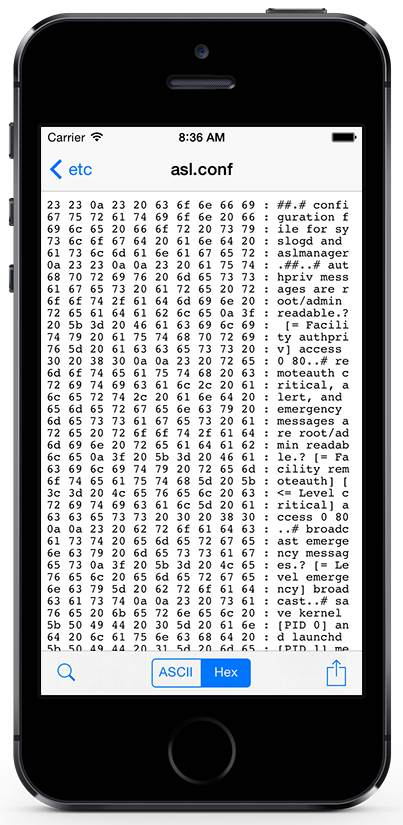 Carrier 8:36 AM
etc asl.conf
23 23 0a 23 20 63 6f 6e 66 69 : ##.# confi
67 75 72 61 74 69 6f 6e 20 66 : guration f
69 6c 65 20 66 6f 72 20 73 79 : ile for sy
73 6c 6f 67 64 20 61 6e 64 20 : slogd and
61 73 6c 6d 61 6e 61 67 65 72 : aslmanager
0a 23 23 0a 0a 23 20 61 75 74 : .##..# aut
68 70 72 69 76 20 6d 65 73 73 : hpriv mess
61 67 65 73 20 61 72 65 20 72 : ages are r
6f 6f 74 2f 61 64 6d 69 6e 20 : oot/admin
72 65 61 64 61 62 6c 65 0a 3f : readable.?
20 5b 3d 20 46 61 63 69 6c 69 : [= Facili
74 79 20 61 75 74 68 70 72 69 : ty authpri
76 5d 20 61 63 63 65 73 73 20 : v] access
30 20 38 30 0a 0a 23 20 72 65 : 0 80..# re
6d 6f 74 65 61 75 74 68 20 63 : moteauth c
72 69 74 69 63 61 6c 2c 20 61 : ritical, a
6c 65 72 74 2c 20 61 6e 64 20 : lert, and
65 6d 65 72 67 65 6e 63 79 20 : emergency
6d 65 73 73 61 67 65 73 20 61 : messages a
72 65 20 72 6f 6f 74 2f 61 64 : re root/ad
6d 69 6e 20 72 65 61 64 61 62 : min readab
6c 65 0a 3f 20 5b 3d 20 46 61 : le.? [= Fa
63 69 6c 69 74 79 20 72 65 6d : cility rem
6f 74 65 61 75 74 68 5d 20 5b : oteauth] [
3c 3d 20 4c 65 76 65 6c 20 63 : <= Level c
72 69 74 69 63 61 6c 5d 20 61 : ritical] a
63 63 65 73 73 20 30 20 38 30 : ccess 0 80
0a 0a 23 20 62 72 6f 61 64 63 : ..# broadc
61 73 74 20 65 6d 65 72 67 65 : ast emerge
6e 63 79 20 6d 65 73 73 61 67 : ncy messag
65 73 0a 3f 20 5b 3d 20 4c 65 : es.? [= Le
76 65 6c 20 65 6d 65 72 67 65 : vel emerge
6e 63 79 5d 20 62 72 6f 61 64 : ncy] broad
63 61 73 74 0a 0a 23 20 73 61 : cast..# sa
76 65 20 6b 65 72 6e 65 6c 20 : ve kernel
5b 50 49 44 20 30 5d 20 61 6e : [PID 0] an
64 20 6c 61 75 6e 63 68 64 20 : d launchd
5b 50 49 44 20 31 5d 20 6d 65 : [PID 1] me
ASCII Hex